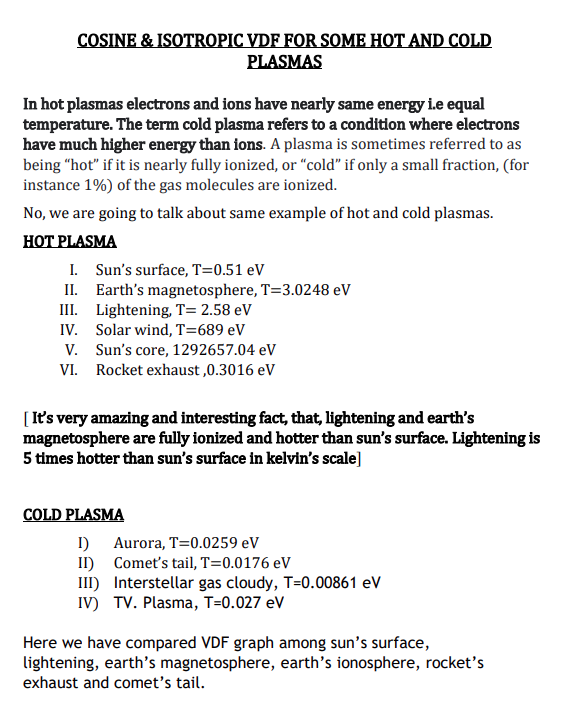 COSINE & ISOTROPIC VDF FOR SOME HOT AND COLD
PLASMAS
In hot plasmas electrons and ions have nearly same energy i.e equal
temperature. The term cold plasma refers to a condition where electrons
have much higher energy than ions. A plasma is sometimes referred to as
being “hot” if it is nearly fully ionized, or “cold” if only a small fraction, (for
instance 1%) of the gas molecules are ionized.
No, we are going to talk about same example of hot and cold plasmas.
HOT PLASMA
I. Sun’s surface, T=0.51 eV
II. Earth’s magnetosphere, T=3.0248 eV
III. Lightening, T= 2.58 eV
IV. Solar wind, T=689 eV
V. Sun’s core, 1292657.04 eV
VI. Rocket exhaust ,0.3016 eV
[ It’s very amazing and interesting fact, that, lightening and earth’s
magnetosphere are fully ionized and hotter than sun’s surface. Lightening is
5 times hotter than sun’s surface in kelvin’s scale]
COLD PLASMA
I) Aurora, T=0.0259 eV
II) Comet’s tail, T=0.0176 eV
III) Interstellar gas cloudy, T=0.00861 eV
IV) TV. Plasma, T=0.027 eV
Here we have compared VDF graph among sun’s surface,
lightening, earth’s magnetosphere, earth’s ionosphere, rocket’s
exhaust and comet’s tail.